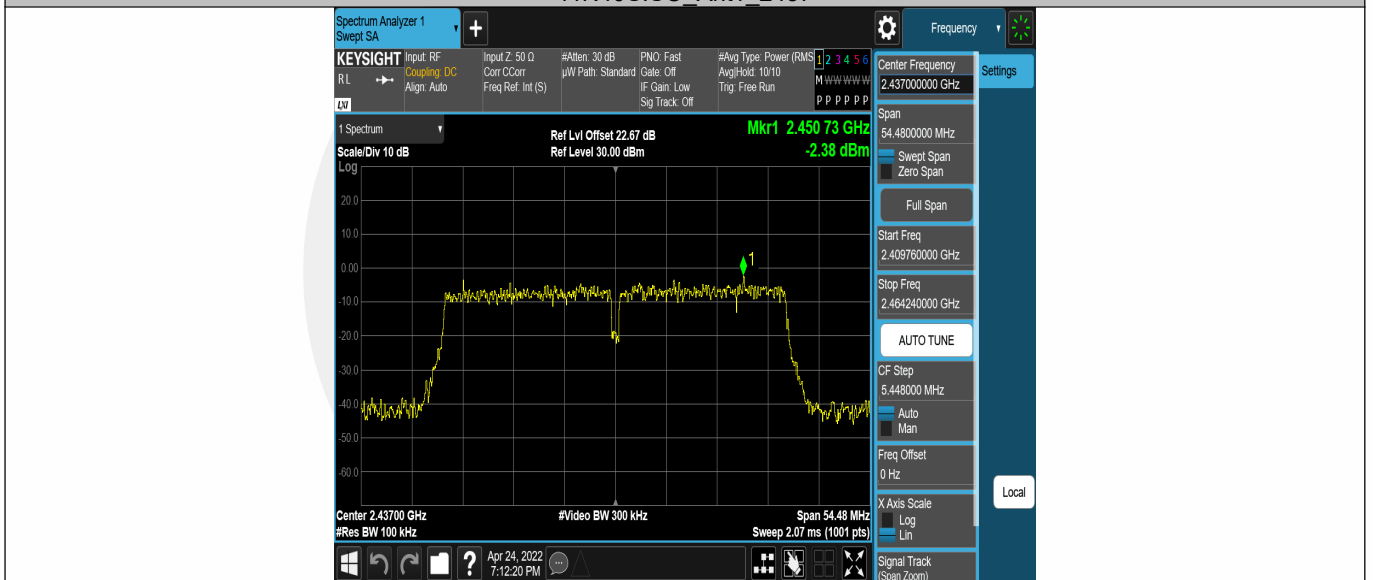 Spectrum Analyzer 1
Swept SA
+
Frequency
KEYSIGHT
R L
LXI
Input: RF
Coupling: DC
Align: Auto
Input Z: 50 Ω
Corr CCorr
Freq Ref: Int (S)
#Atten: 30 dB
µW Path: Standard
PNO: Fast
Gate: Off
IF Gain: Low
Sig Track: Off
#Avg Type: Power (RMS
Avg|Hold: 10/10
Trig: Free Run
1 2 3 4 5 6
M W W W W W
P P P P P P
Center Frequency
2.437000000 GHz
Settings
Span
54.4800000 MHz
Swept Span
Zero Span
Full Span
Start Freq
2.409760000 GHz
Stop Freq
2.464240000 GHz
AUTO TUNE
CF Step
5.448000 MHz
Auto
Man
Freq Offset
0 Hz
X Axis Scale
Log
Lin
Local
Signal Track
(Span Zoom)
1 Spectrum
Scale/Div 10 dB
Log
Ref Lvl Offset 22.67 dB
Ref Level 30.00 dBm
Mkr1 2.450 73 GHz
-2.38 dBm
1
20.0
10.0
0.00
-10.0
-20.0
-30.0
-40.0
-50.0
-60.0
Center 2.43700 GHz
#Res BW 100 kHz
#Video BW 300 kHz
Span 54.48 MHz
Sweep 2.07 ms (1001 pts)
?
Apr 24, 2022
7:12:20 PM